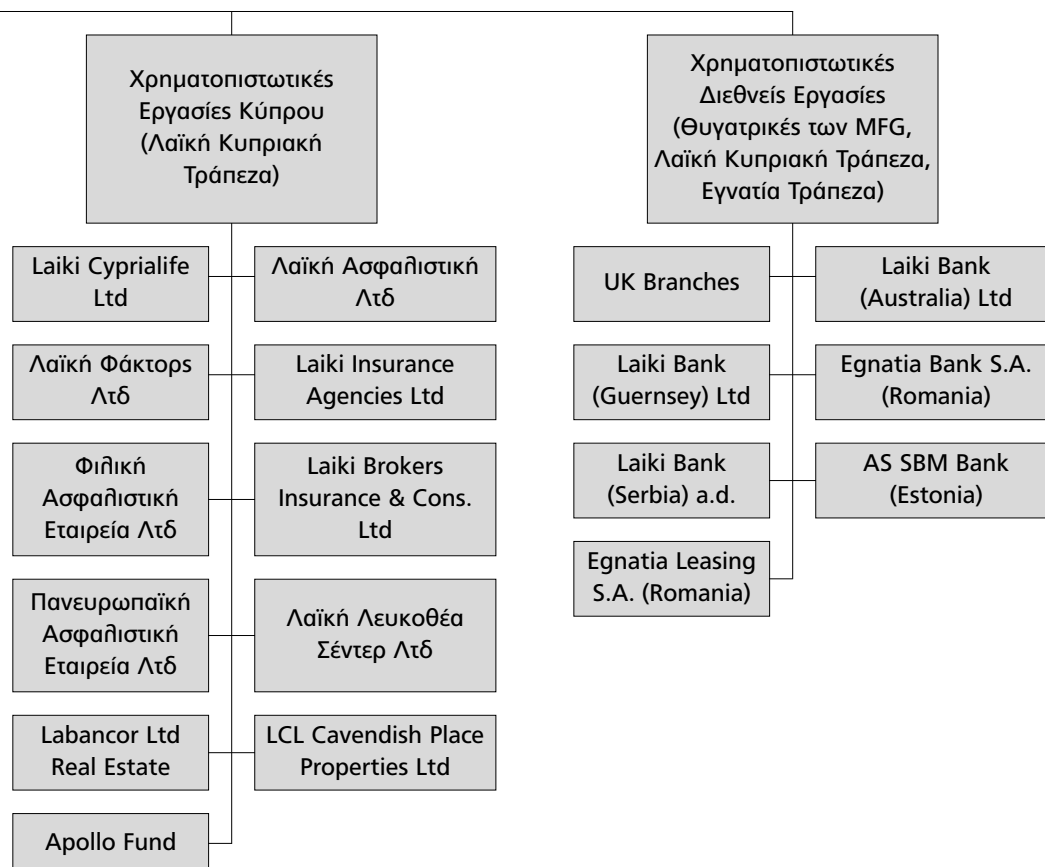 Χρηματοπιστωτικές
Εργασίες Κύπρου
(Λαϊκή Κυπριακή
Τράπεζα)
Laiki Cyprialife
Ltd
Λαϊκή Ασφαλιστική
Λτδ
Λαϊκή Φάκτορς
Λτδ
Laiki Insurance
Agencies Ltd
Φιλική
Ασφαλιστική
Εταιρεία Λτδ
Laiki Brokers
Insurance & Cons.
Ltd
Πανευρωπαϊκή
Ασφαλιστική
Εταιρεία Λτδ
Λαϊκή Λευκοθέα
Σέντερ Λτδ
Labancor Ltd
Real Estate
LCL Cavendish Place
Properties Ltd
Apollo Fund
Χρηματοπιστωτικές
Διεθνείς Εργασίες
(Θυγατρικές των MFG,
Λαϊκή Κυπριακή Τράπεζα,
Εγνατία Τράπεζα)
UK Branches
Laiki Bank
(Australia) Ltd
Laiki Bank
(Guernsey) Ltd
Egnatia Bank S.A.
(Romania)
Laiki Bank
(Serbia) a.d.
AS SBM Bank
(Estonia)
Egnatia Leasing
S.A. (Romania)